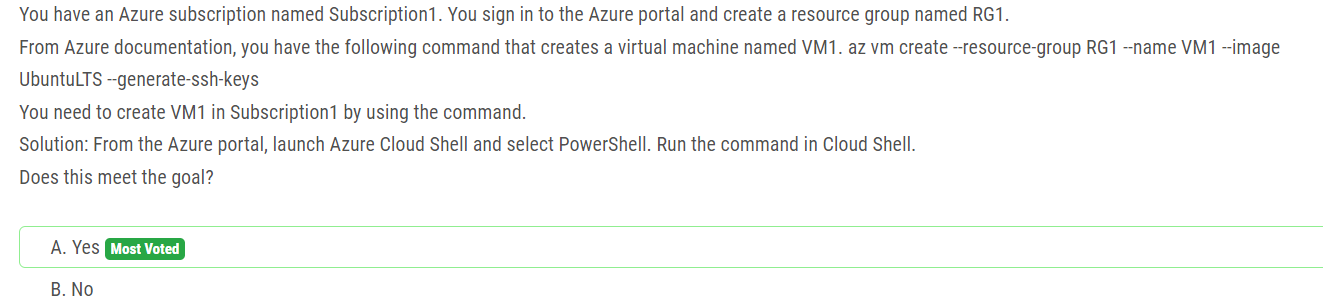 You have an Azure subscription named Subscription1. You sign in to the Azure portal and create a resource group named RG1.
From Azure documentation, you have the following command that creates a virtual machine named VM1. az vm create --resource-group RG1 --name VM1 --image
UbuntuLTS --generate-ssh-keys
You need to create VM1 in Subscription1 by using the command.
Solution: From the Azure portal, launch Azure Cloud Shell and select PowerShell. Run the command in Cloud Shell.
Does this meet the goal?
A. Yes Most Voted
B. No